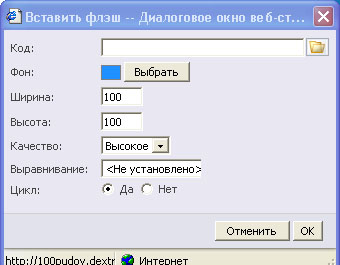 Вставить флэш -- Диалоговое окно веб-ст...
Код:
Фон: Выбрать
Ширина: 100
Высота: 100
Качество: Высокое
Выравнивание: <Не установлено>
Цикл: Да Нет
Отменить OK
http://100pudov.dextr Интернет